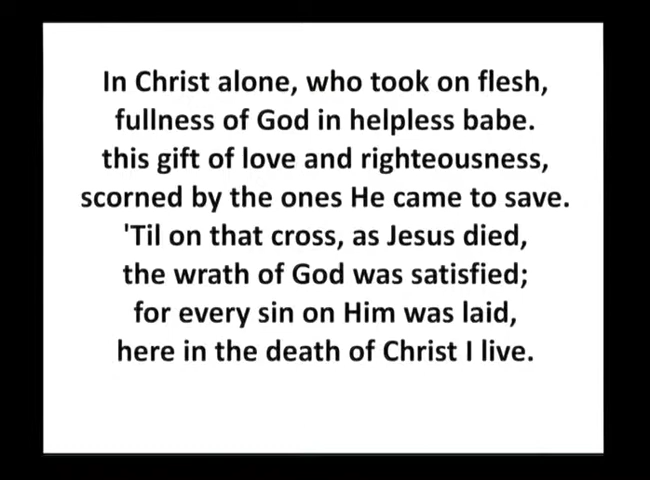 In Christ alone, who took on flesh,
fullness of God in helpless babe.
this gift of love and righteousness,
scorned by the ones He came to save.
'Til on that cross, as Jesus died,
the wrath of God was satisfied;
for every sin on Him was laid,
here in the death of Christ I live.